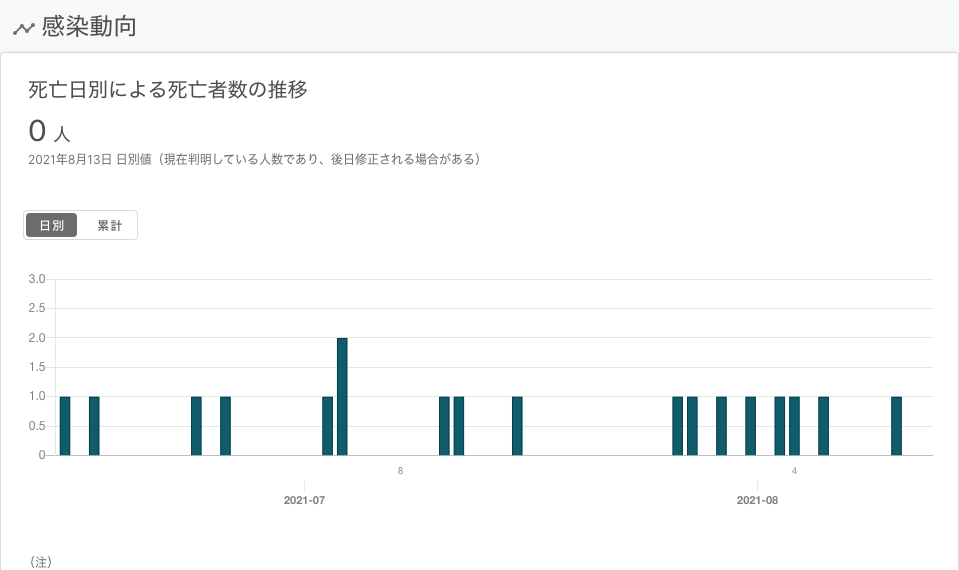 感染動向
死亡日別による死亡者数の推移
0 人
2021年8月13日 日別値（現在判明している人数であり、後日修正される場合がある）
日別 累計
3.0
2.5
2.0
1.5
1.0
0.5
0
8 4
2021-07 2021-08
（注）